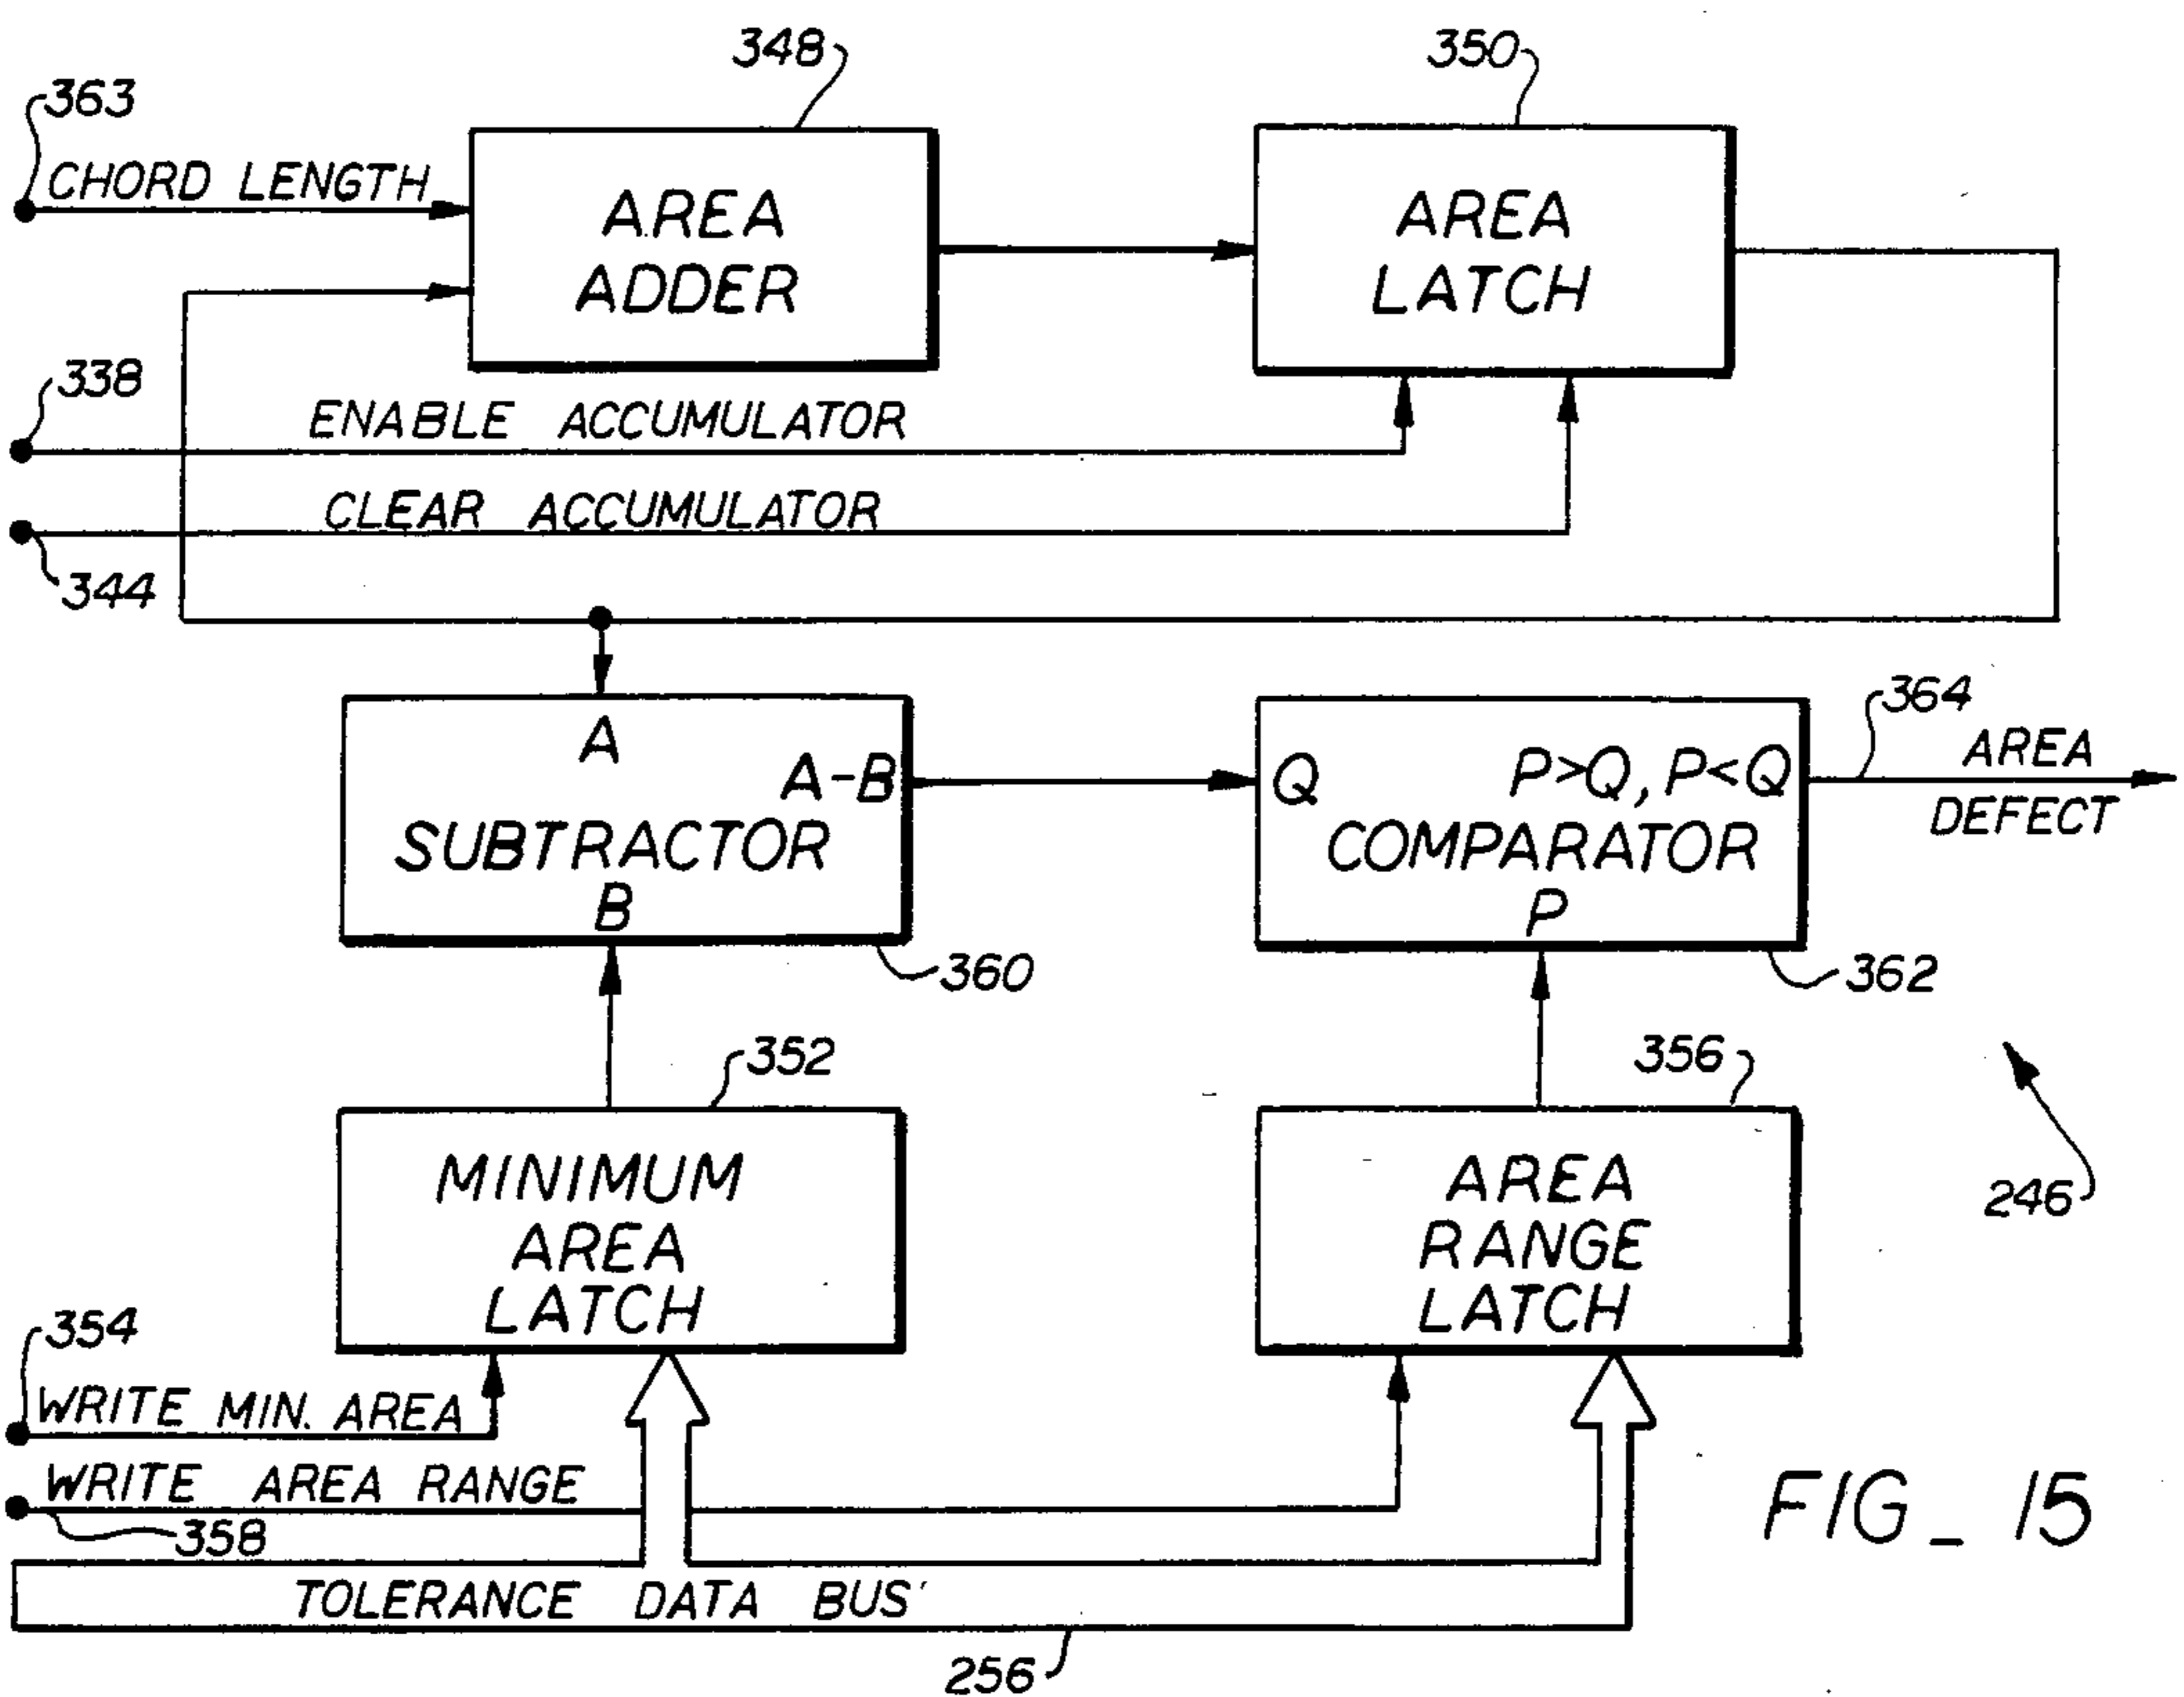 348
350
363
CHORD LENGTH
AREA
ADDER
AREA
LATCH
338
ENABLE ACCUMULATOR
CLEAR ACCUMULATOR
344
A
A-B
SUBTRACTOR
B
360
Q
P>Q, P<Q
COMPARATOR
P
362
364
AREA
DEFECT
352
356
MINIMUM
AREA
LATCH
AREA
RANGE
LATCH
246
354
WRITE MIN. AREA
WRITE AREA RANGE
358
TOLERANCE DATA BUS
256
FIG_ 15